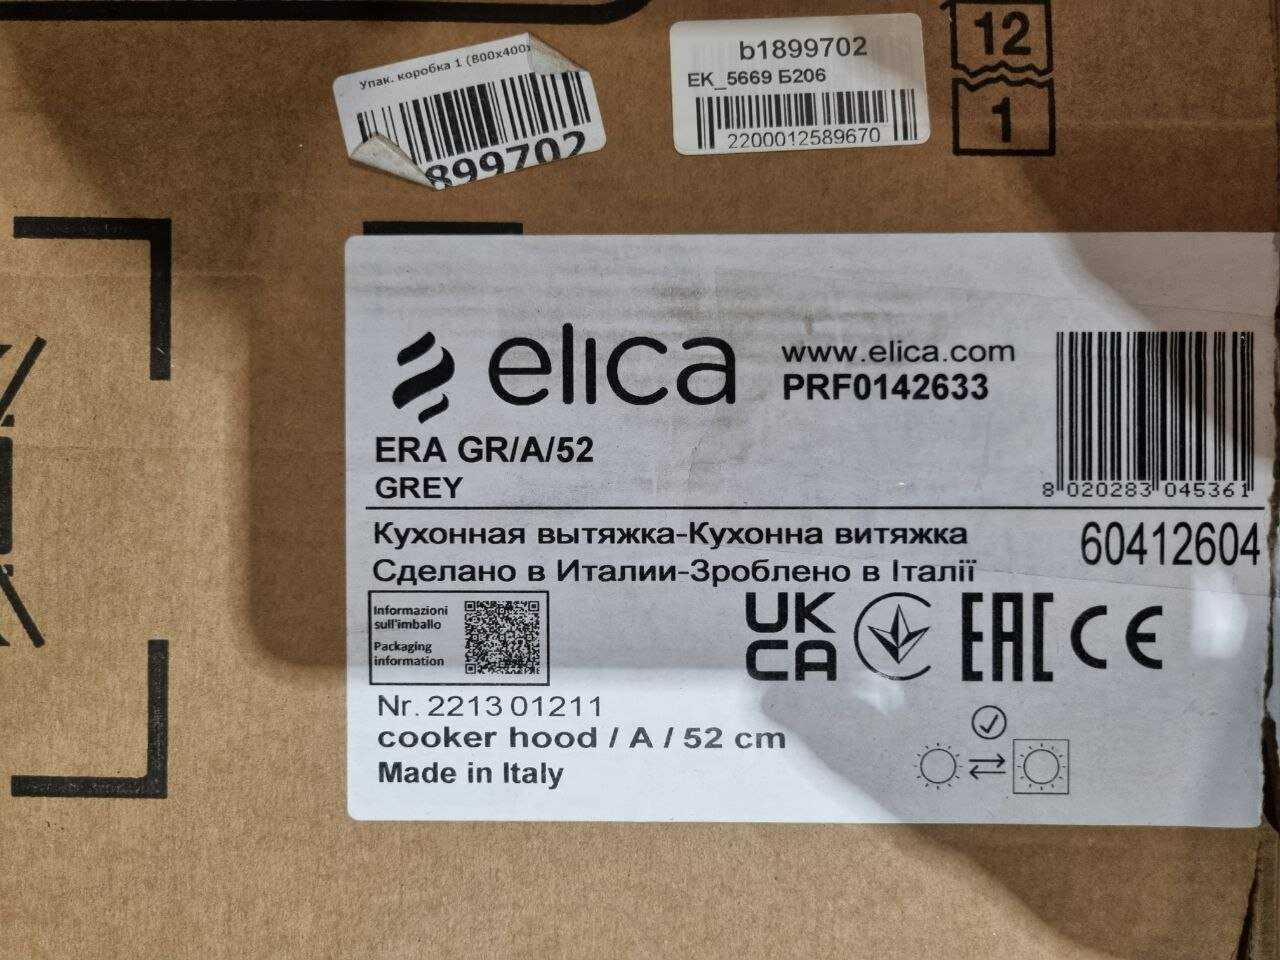 Упак. коробка 1 (800x400)
899702
b1899702
EK_5669 Б206
2200012589670
12
1
elica
www.elica.com
PRF0142633
ERA GR/A/52
GREY
8 020283 045361
Кухонная вытяжка-Кухонна витяжка
60412604
Сделано в Италии-Зроблено в Італії
Informazioni
sull'imballo
Packaging
information
UK
CA
EAC
CE
Nr. 2213 01211
cooker hood / A / 52 cm
Made in Italy